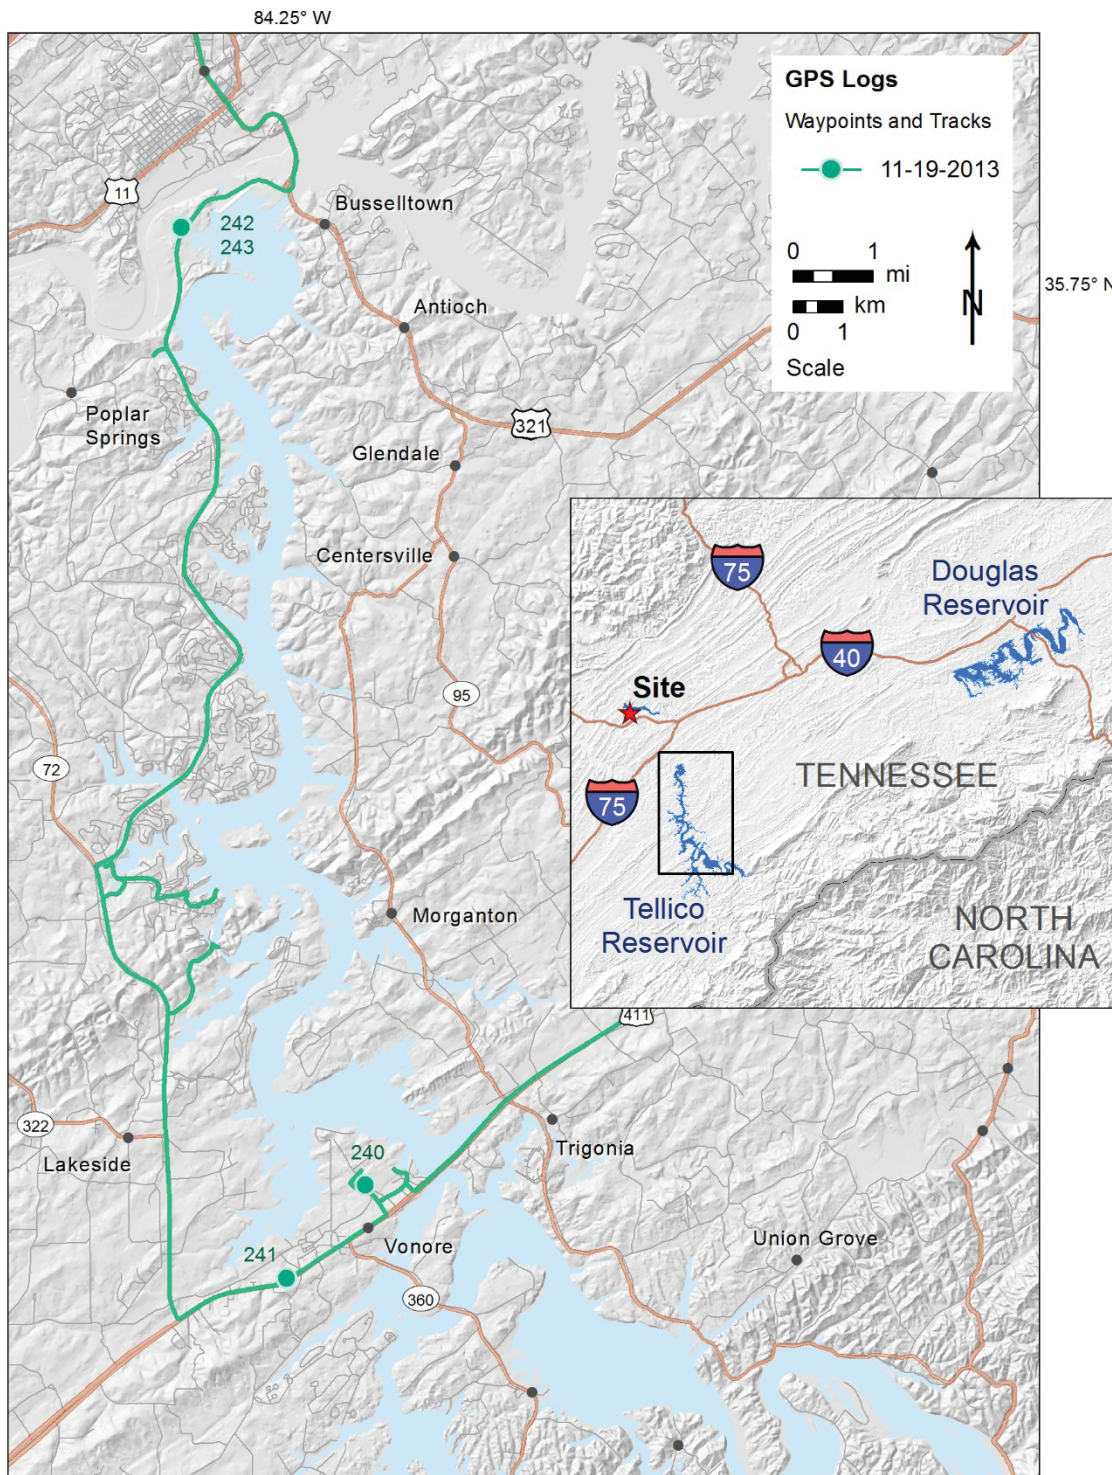 84.25° W
GPS Logs
Waypoints and Tracks
11-19-2013
0 1
mi
km
0 1
Scale
N
35.75° N
11
242
243
Busselltown
Antioch
Poplar
Springs
321
Glendale
Centersville
95
72
Morganton
411
322
Lakeside
Trigonia
240
Vonore
241
360
Union Grove
75
Douglas
Reservoir
40
Site
TENNESSEE
75
Tellico
Reservoir
NORTH
CAROLINA